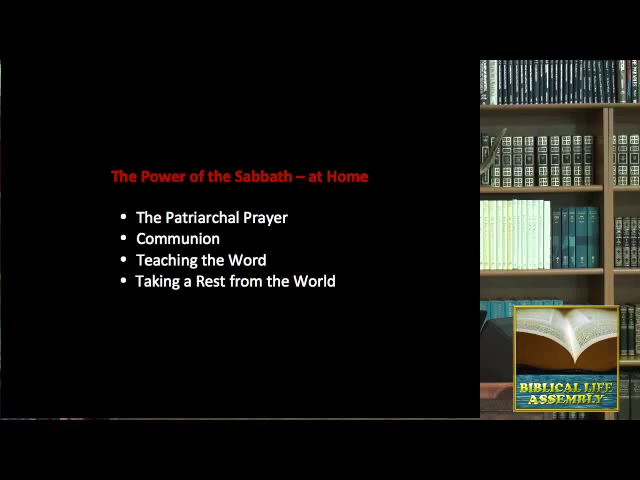 The Power of the Sabbath – at Home
• The Patriarchal Prayer
• Communion
• Teaching the Word
• Taking a Rest from the World
BIBLICAL LIFE
ASSEMBLY